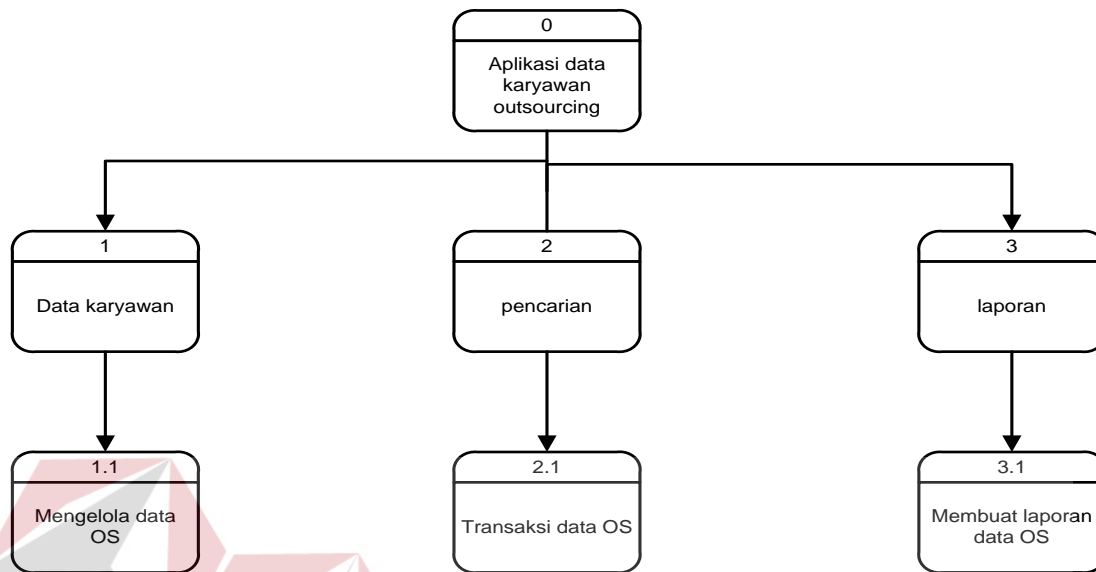 0
Aplikasi data
karyawan
outsourcing
1
Data karyawan
2
pencarian
3
laporan
1.1
Mengelola data
OS
2.1
Transaksi data OS
3.1
Membuat laporan
data OS